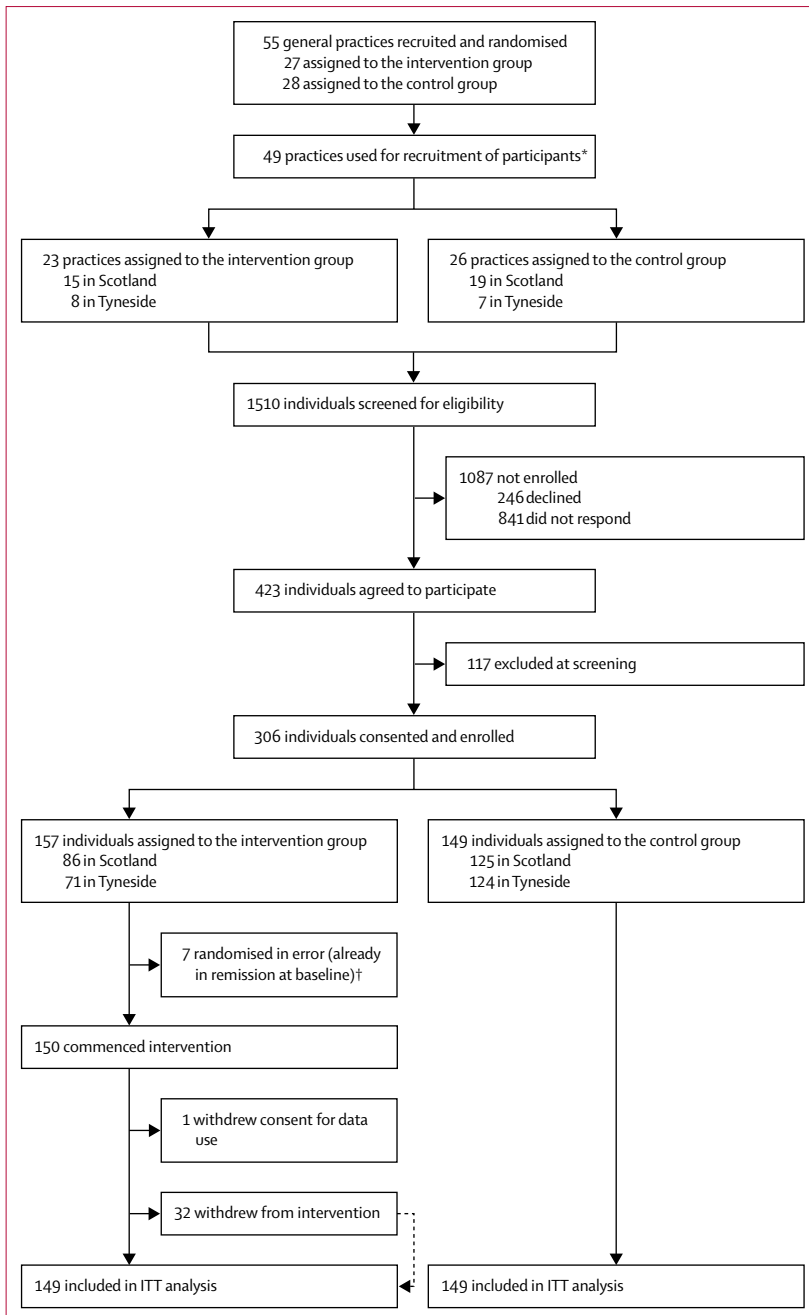 55 general practices recruited and randomised
27 assigned to the intervention group
28 assigned to the control group
49 practices used for recruitment of participants*
23 practices assigned to the intervention group
15 in Scotland
8 in Tyneside
26 practices assigned to the control group
19 in Scotland
7 in Tyneside
1510 individuals screened for eligibility
1087 not enrolled
246 declined
841 did not respond
423 individuals agreed to participate
117 excluded at screening
306 individuals consented and enrolled
157 individuals assigned to the intervention group
86 in Scotland
71 in Tyneside
149 individuals assigned to the control group
125 in Scotland
124 in Tyneside
7 randomised in error (already
in remission at baseline)†
150 commenced intervention
1 withdrew consent for data
use
32 withdrew from intervention
149 included in ITT analysis
149 included in ITT analysis